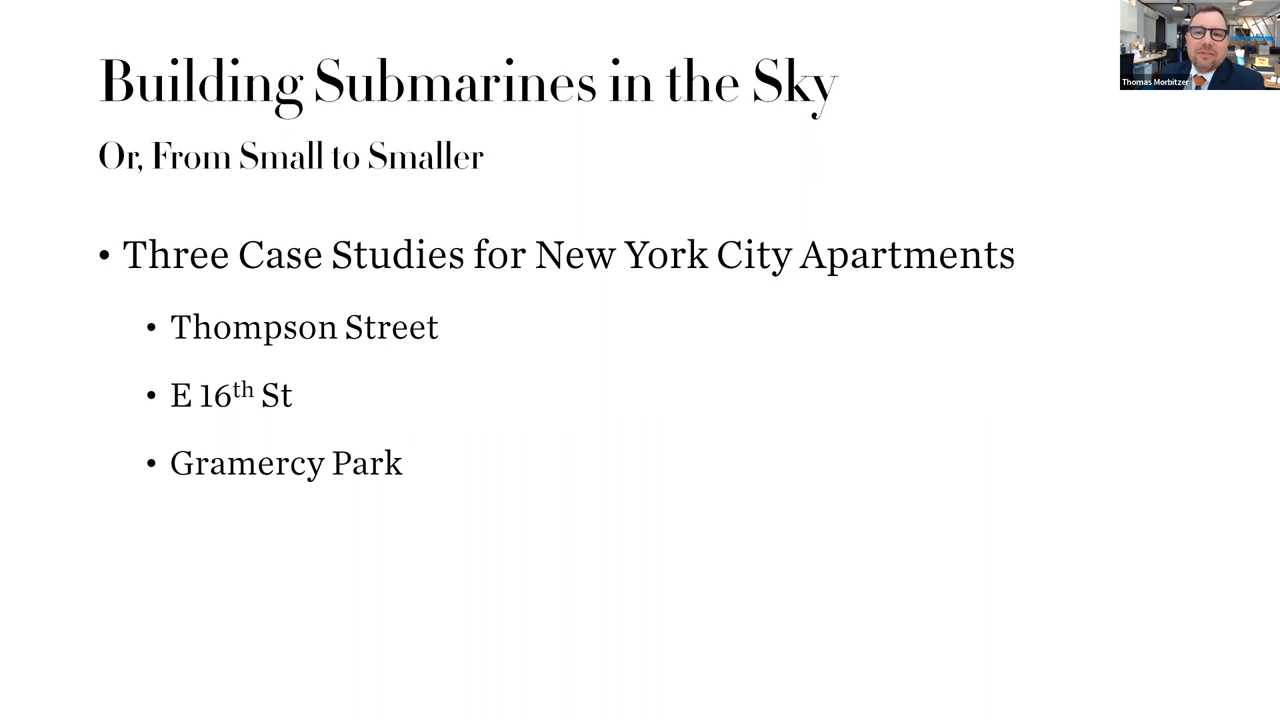 Building Submarines in the Sky
Thomas Morbitzer
Or, From Small to Smaller
• Three Case Studies for New York City Apartments
• Thompson Street
• E 16th St
• Gramercy Park